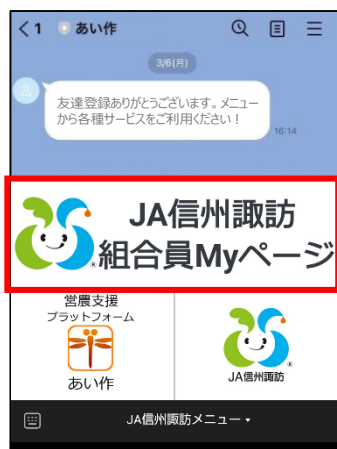 1 あい作
3/6(月)
友達登録ありがとうございます。メニュー
から各種サービスをご利用ください！
16:14
JA信州諏訪
組合員Myページ
営農支援
プラットフォーム
あい作
JA信州諏訪
JA信州諏訪メニュー